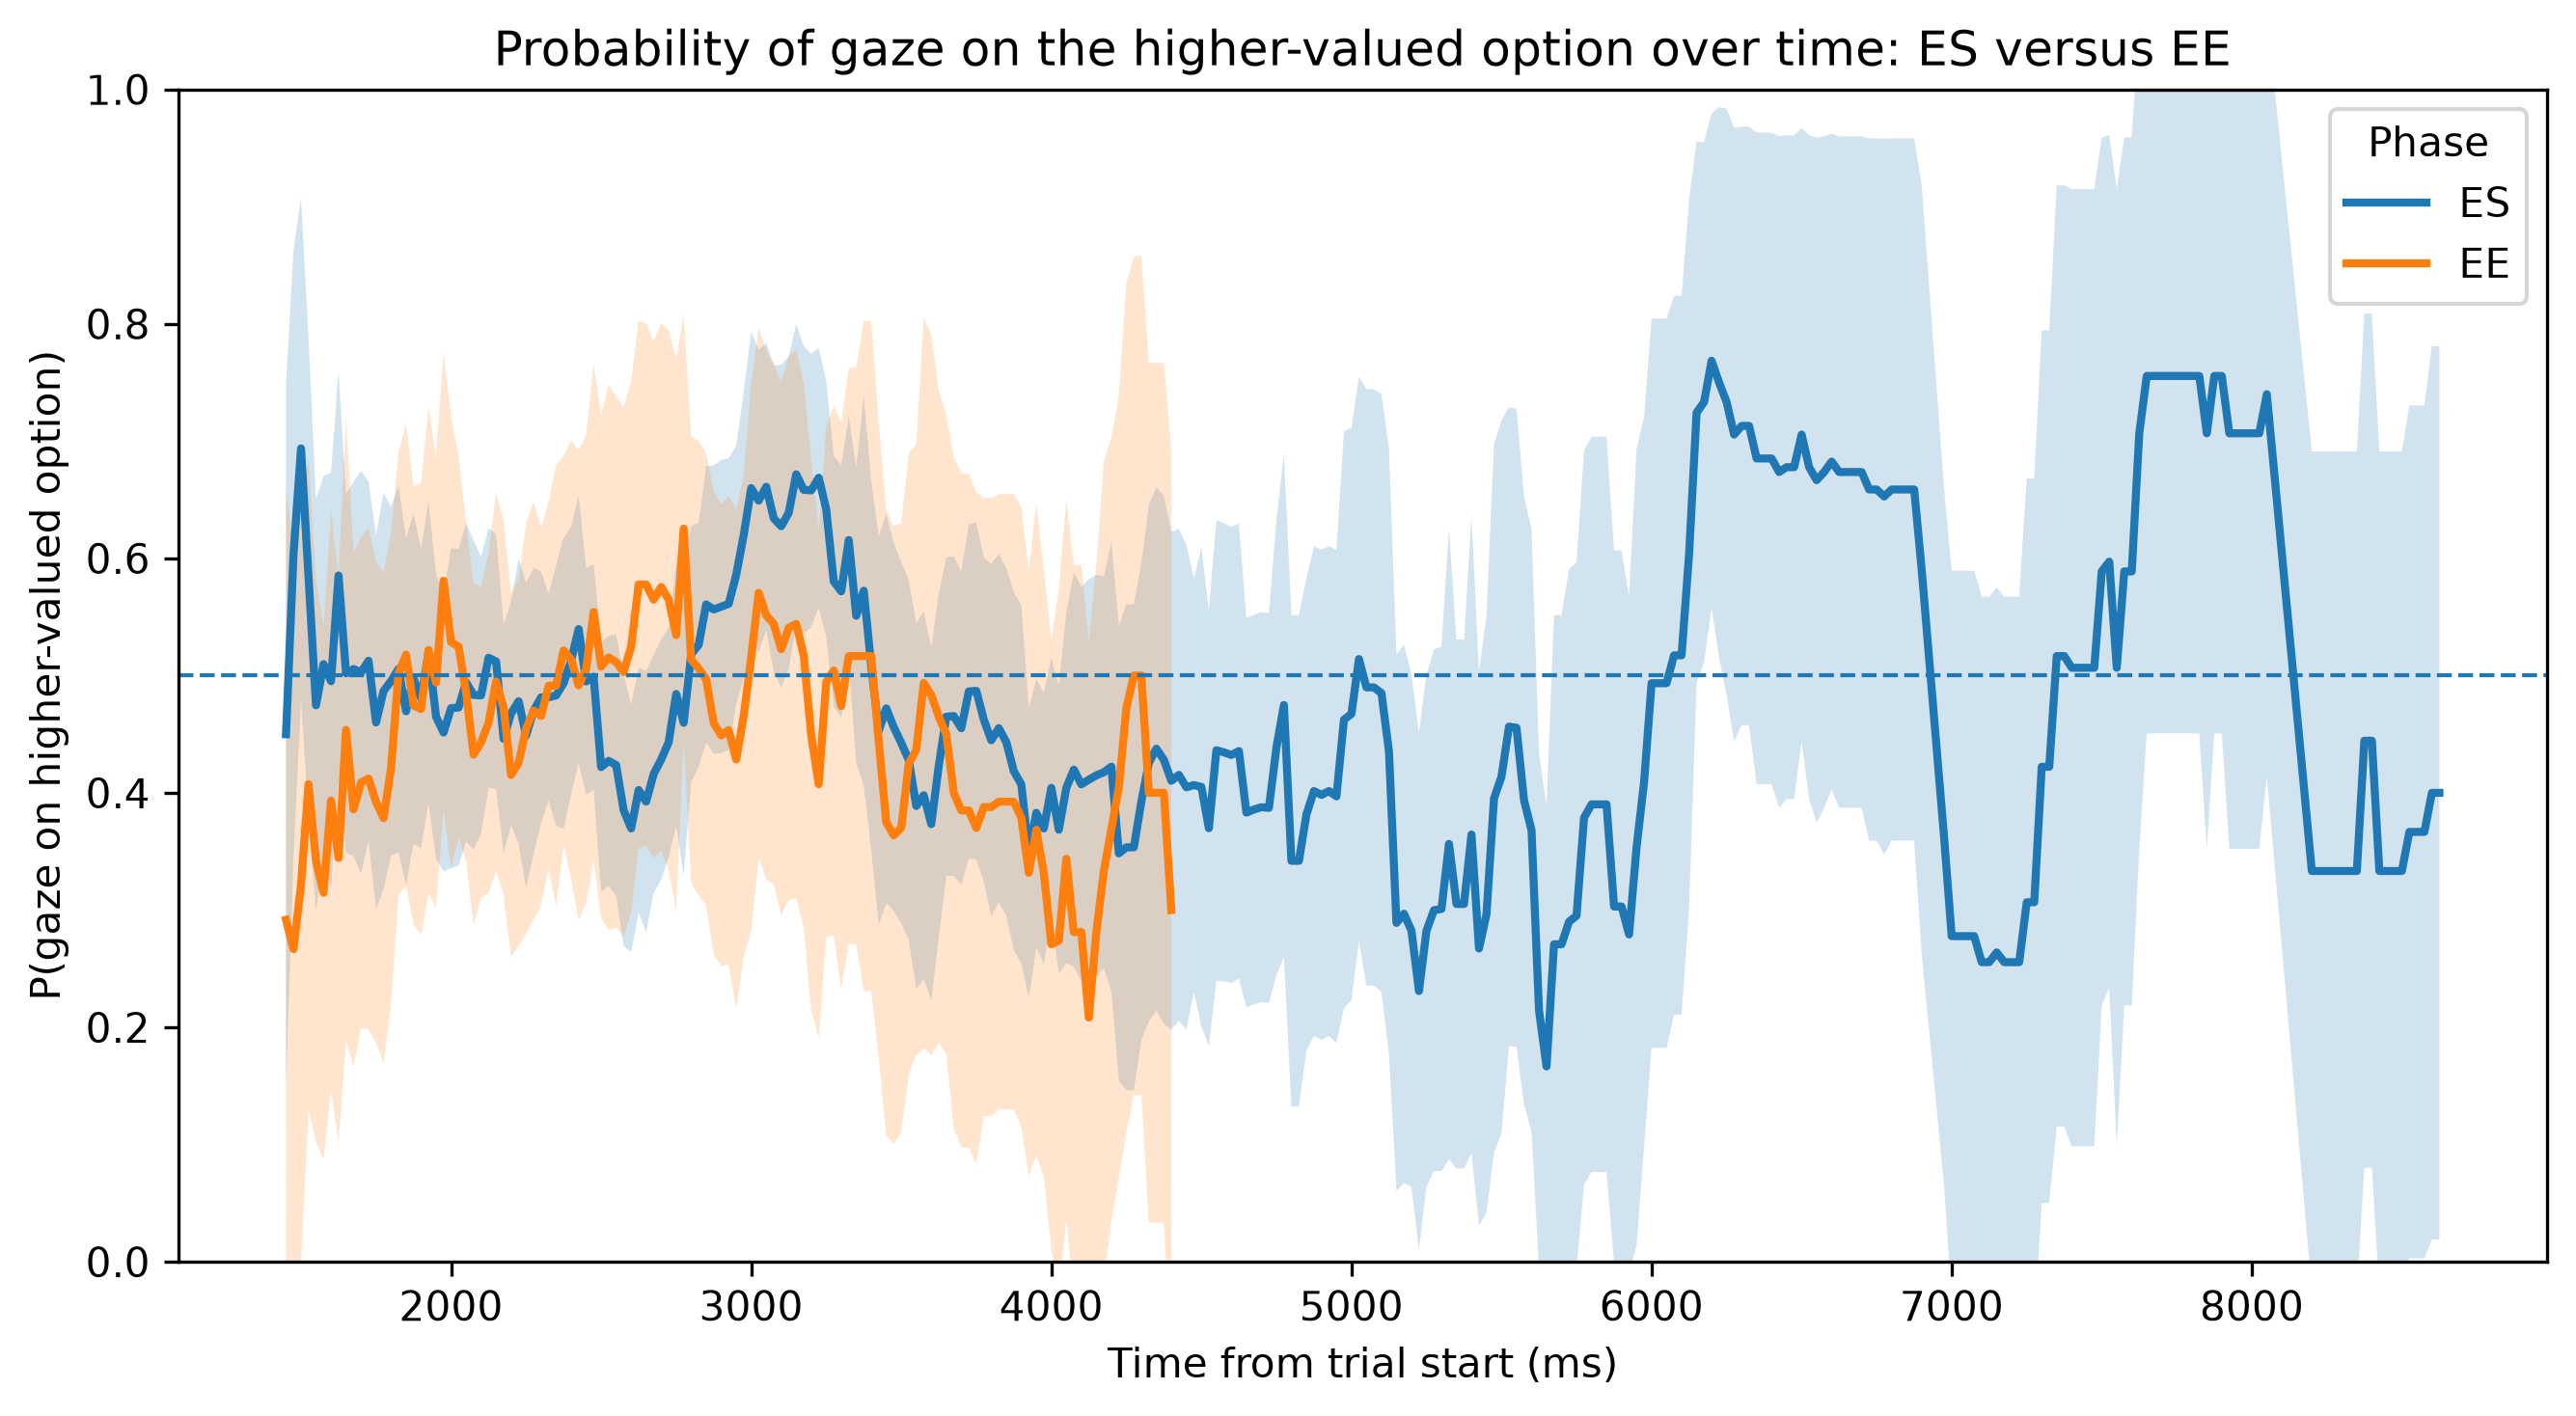 Probability of gaze on the higher-valued option over time: ES versus EE
P(gaze on higher-valued option)
1.0
0.8
0.6
0.4
0.2
0.0
Phase
ES
EE
2000 3000 4000 5000 6000 7000 8000
Time from trial start (ms)